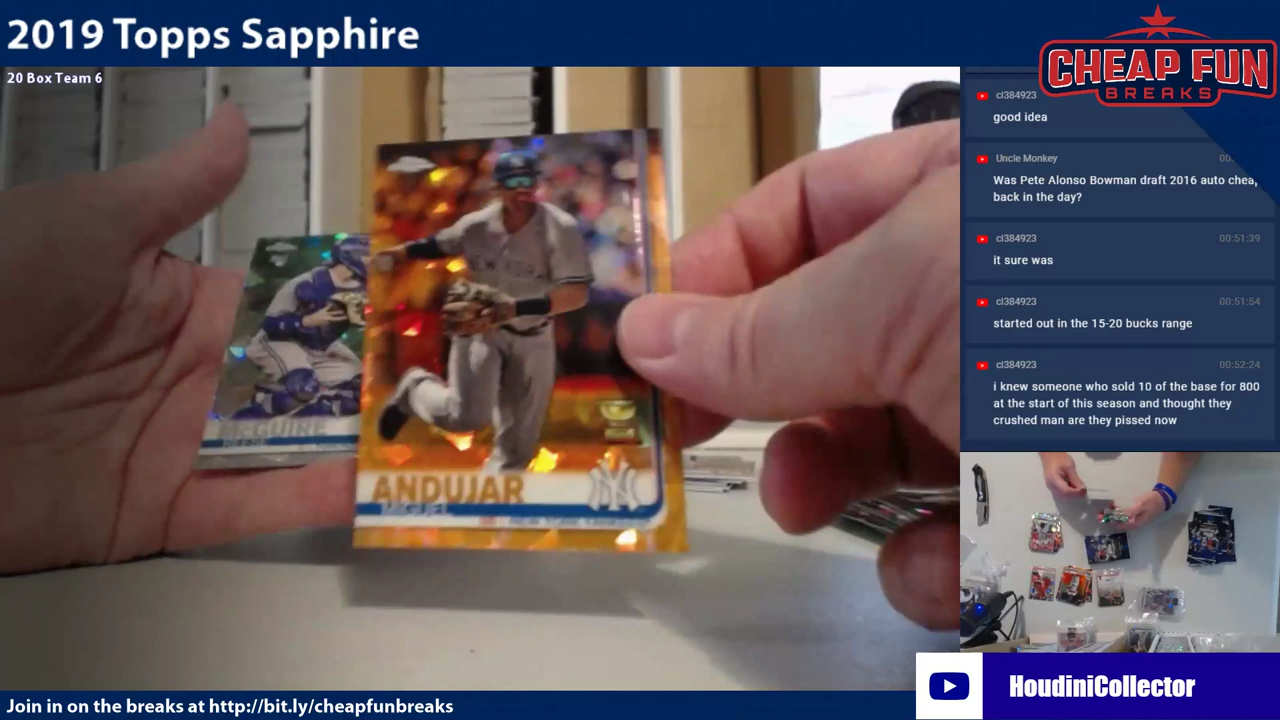 2019 Topps Sapphire
20 Box Team 6
CHEAP FUN
BREAKS
cl384923
good idea
Uncle Monkey
Was Pete Alonso Bowman draft 2016 auto cheap
back in the day?
cl384923 00:51:39
it sure was
cl384923 00:51:54
started out in the 15-20 bucks range
cl384923 00:52:24
i knew someone who sold 10 of the base for 800
at the start of this season and thought they
crushed man are they pissed now
NEW YORK
McGUIRE
REESE
ANDUJAR
MIGUEL
HoudiniCollector
Join in on the breaks at http://bit.ly/cheapfunbreaks